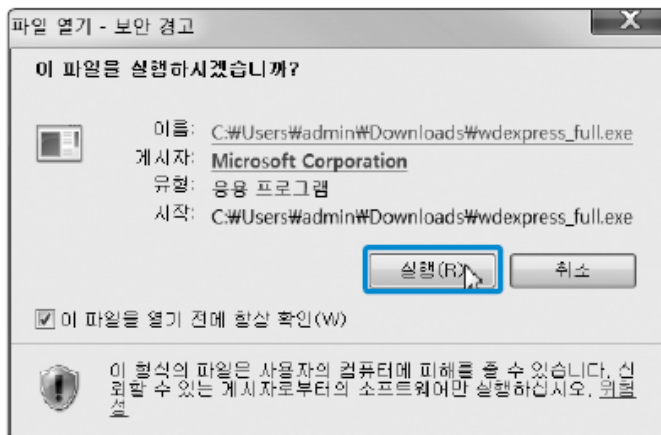 파일 열기 - 보안 경고
이 파일을 실행하시겠습니까?
이름: C:₩Users₩admin₩Downloads₩wdexpress_full.exe
게시자: Microsoft Corporation
유형: 응용 프로그램
시작: C:₩Users₩admin₩Downloads₩wdexpress_full.exe
실행(R) 취소
이 파일을 열기 전에 항상 확인(W)
이 형식의 파일은 사용자의 컴퓨터에 피해를 줄 수 있습니다. 신
뢰할 수 있는 게시자로부터의 소프트웨어만 실행하십시오. 위험
성